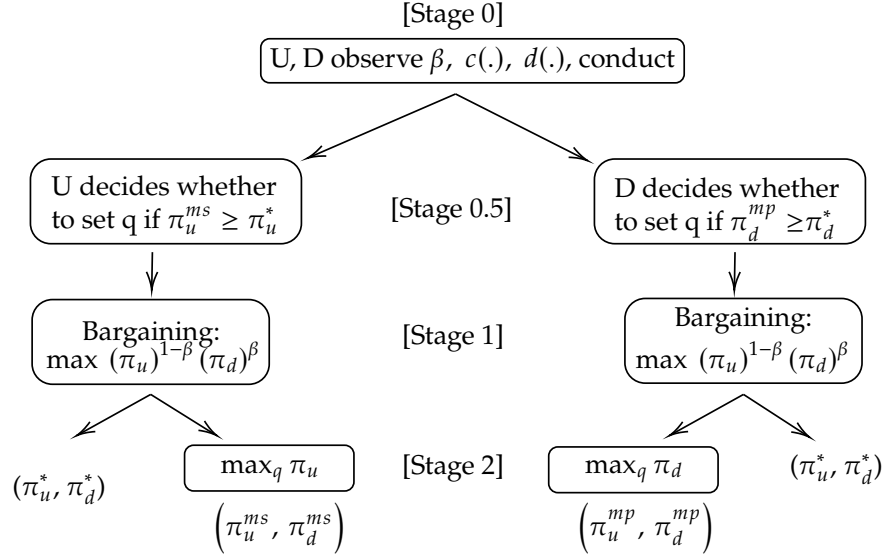 [Stage 0]
U, D observe β, c(.), d(.), conduct
U decides whether
to set q if π_u^{ms} ≥ π_u^*
[Stage 0.5]
D decides whether
to set q if π_d^{mp} ≥π_d^*
Bargaining:
max (π_u)^{1−β} (π_d)^β
[Stage 1]
Bargaining:
max (π_u)^{1−β} (π_d)^β
(π_u^*, π_d^*)
max_q π_u
(π_u^{ms}, π_d^{ms})
[Stage 2]
max_q π_d
(π_u^{mp}, π_d^{mp})
(π_u^*, π_d^*)